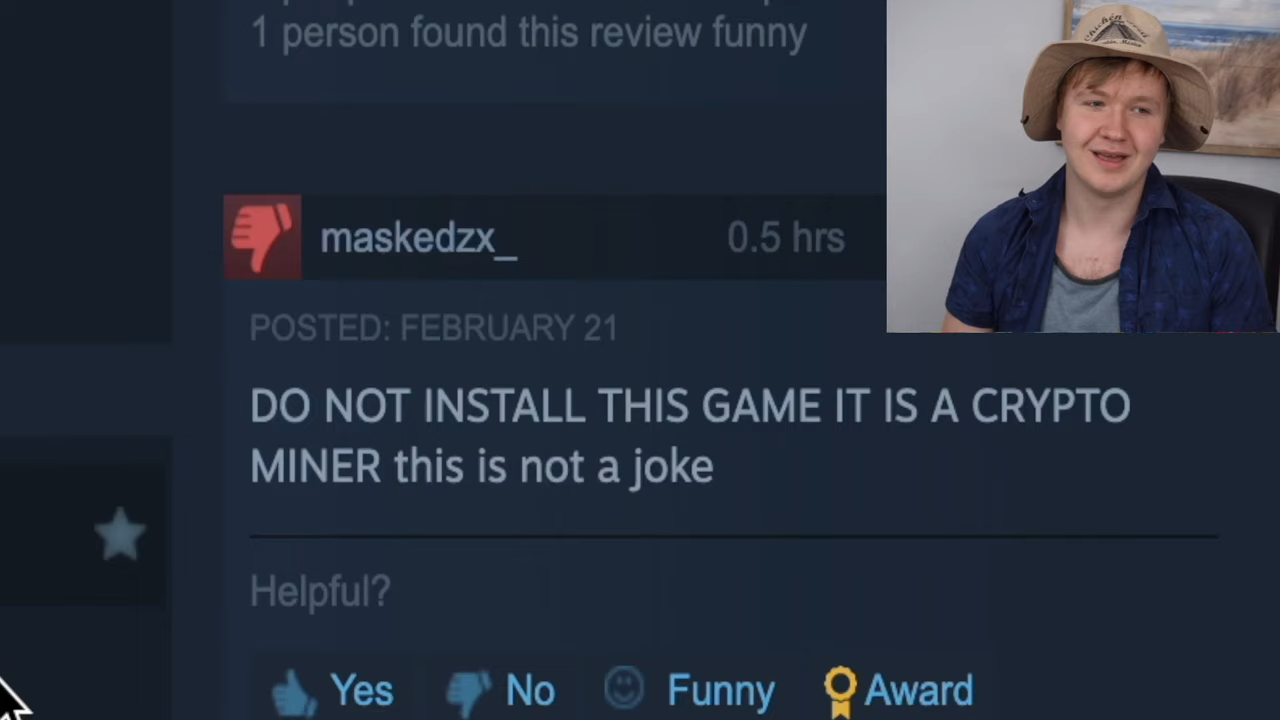 1 person found this review funny
maskedzx_ 0.5 hrs
POSTED: FEBRUARY 21
DO NOT INSTALL THIS GAME IT IS A CRYPTO
MINER this is not a joke
Helpful?
Yes No Funny Award